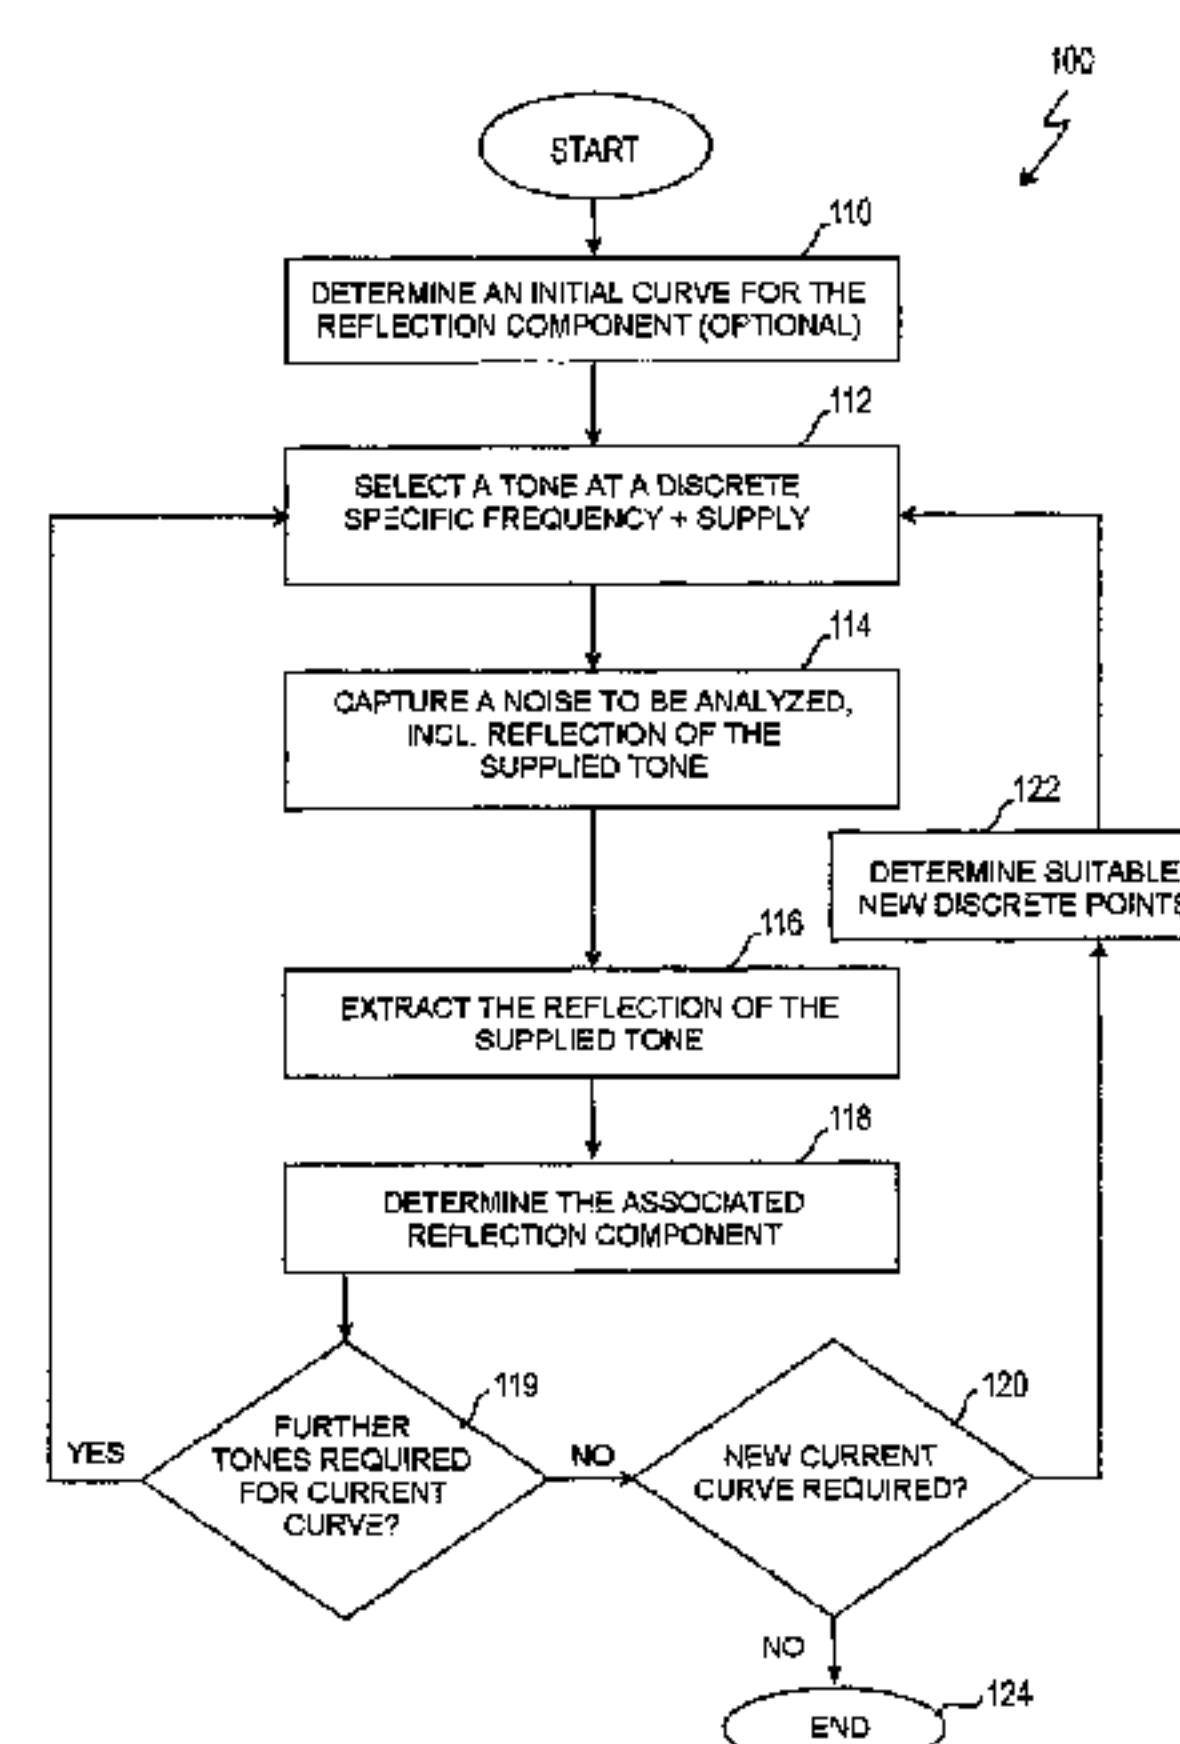 100
START
110
DETERMINE AN INITIAL CURVE FOR THE
REFLECTION COMPONENT (OPTIONAL)
112
SELECT A TONE AT A DISCRETE
SPECIFIC FREQUENCY + SUPPLY
114
CAPTURE A NOISE TO BE ANALYZED,
INCL. REFLECTION OF THE
SUPPLIED TONE
122
DETERMINE SUITABLE
NEW DISCRETE POINTS
116
EXTRACT THE REFLECTION OF THE
SUPPLIED TONE
118
DETERMINE THE ASSOCIATED
REFLECTION COMPONENT
119
FURTHER
TONES REQUIRED
FOR CURRENT
CURVE?
YES
NO
120
NEW CURRENT
CURVE REQUIRED?
NO
124
END